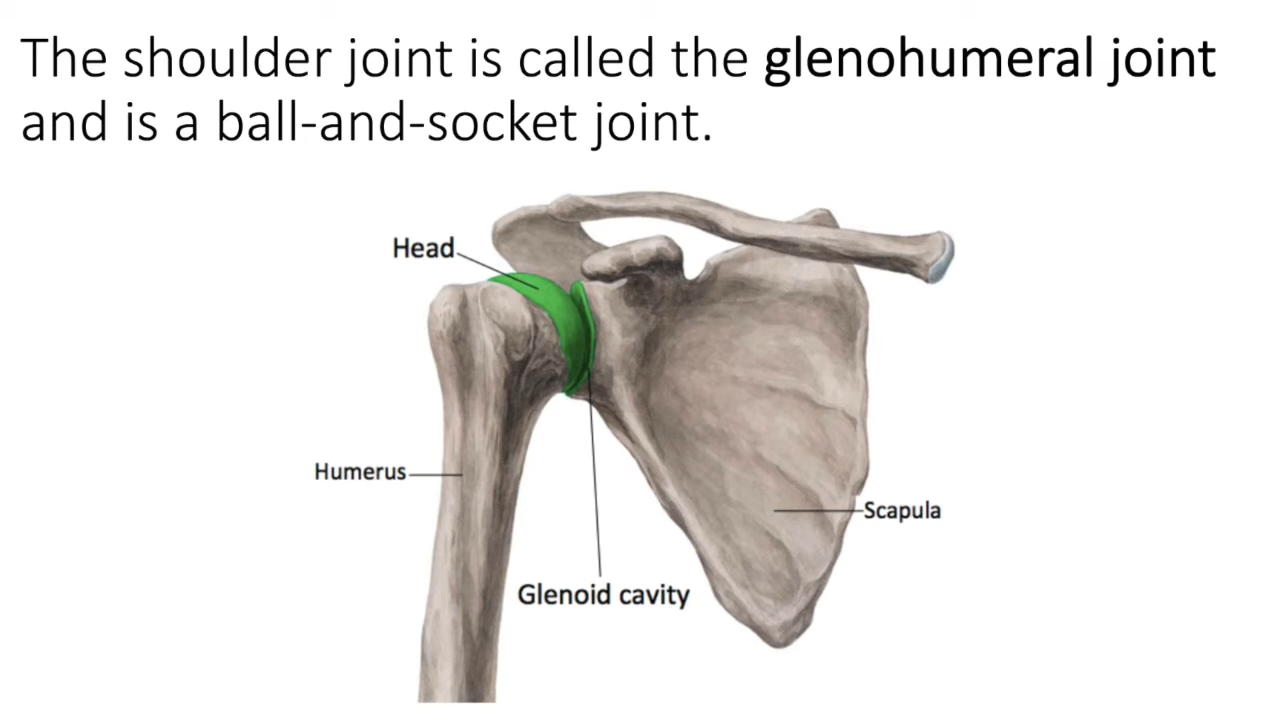 The shoulder joint is called the glenohumeral joint
and is a ball-and-socket joint.
Head
Humerus
Scapula
Glenoid cavity